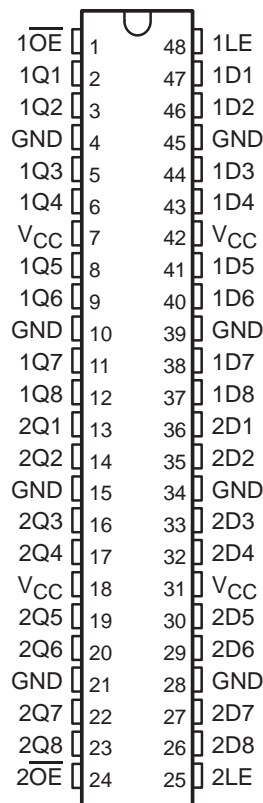 1O̅E̅ 1 48 1LE
1Q1 2 47 1D1
1Q2 3 46 1D2
GND 4 45 GND
1Q3 5 44 1D3
1Q4 6 43 1D4
VCC 7 42 VCC
1Q5 8 41 1D5
1Q6 9 40 1D6
GND 10 39 GND
1Q7 11 38 1D7
1Q8 12 37 1D8
2Q1 13 36 2D1
2Q2 14 35 2D2
GND 15 34 GND
2Q3 16 33 2D3
2Q4 17 32 2D4
VCC 18 31 VCC
2Q5 19 30 2D5
2Q6 20 29 2D6
GND 21 28 GND
2Q7 22 27 2D7
2Q8 23 26 2D8
2O̅E̅ 24 25 2LE